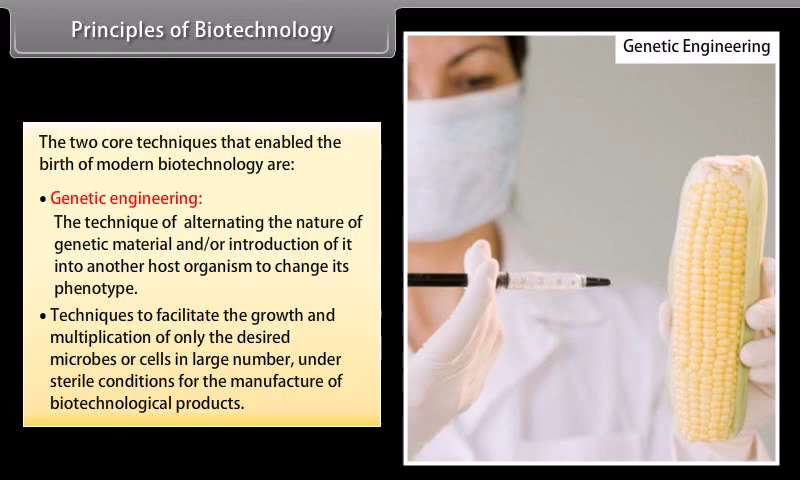 Principles of Biotechnology
Genetic Engineering
The two core techniques that enabled the
birth of modern biotechnology are:
• Genetic engineering:
The technique of alternating the nature of
genetic material and/or introduction of it
into another host organism to change its
phenotype.
• Techniques to facilitate the growth and
multiplication of only the desired
microbes or cells in large number, under
sterile conditions for the manufacture of
biotechnological products.